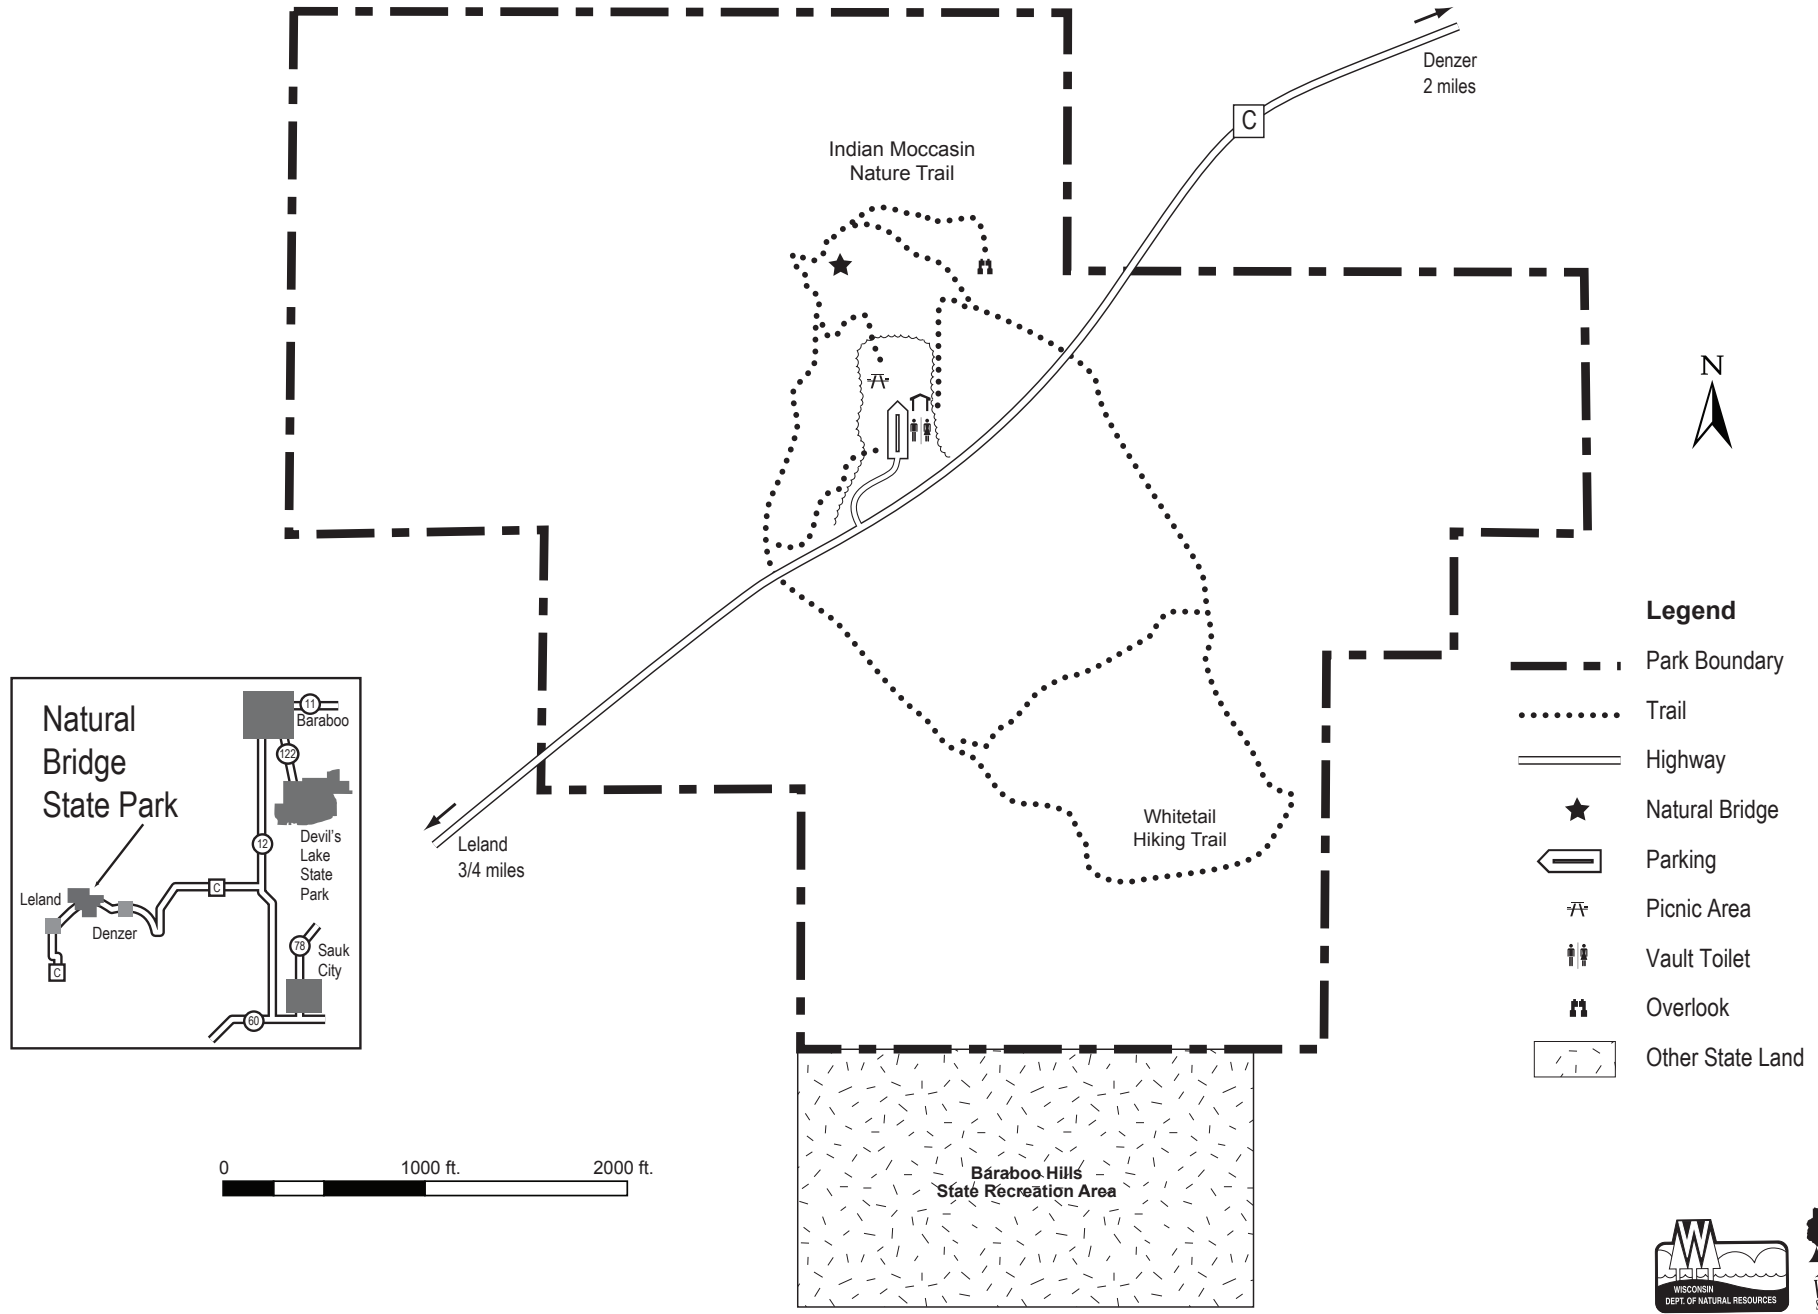 Denzer
2 miles
C
Indian Moccasin
Nature Trail
N
Legend
Park Boundary
Trail
Highway
Natural Bridge
Parking
Picnic Area
Vault Toilet
Overlook
Other State Land
Whitetail
Hiking Trail
Leland
3/4 miles
Natural
Bridge
State Park
11
Baraboo
122
Devil's
Lake
State
Park
12
C
Leland
Denzer
C
78
Sauk
City
60
0 1000 ft. 2000 ft.
Baraboo Hills
State Recreation Area
W
WISCONSIN
DEPT. OF NATURAL RESOURCES